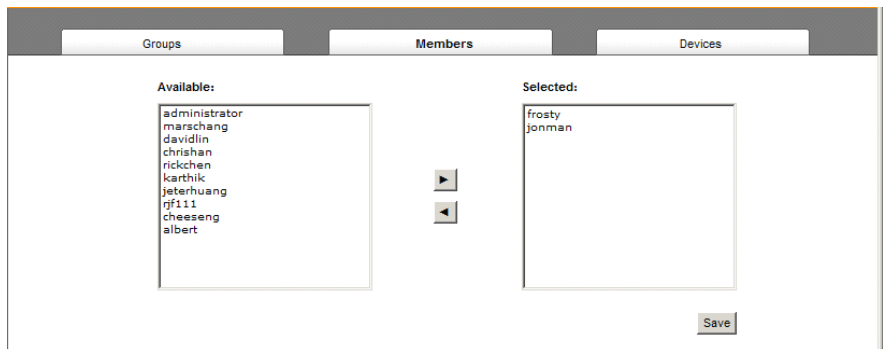 Groups Members Devices
Available:
administrator
marschang
davidlin
chrishan
rickchen
karthik
jeterhuang
rjf111
cheeseng
albert
Selected:
frosty
jonman
Save